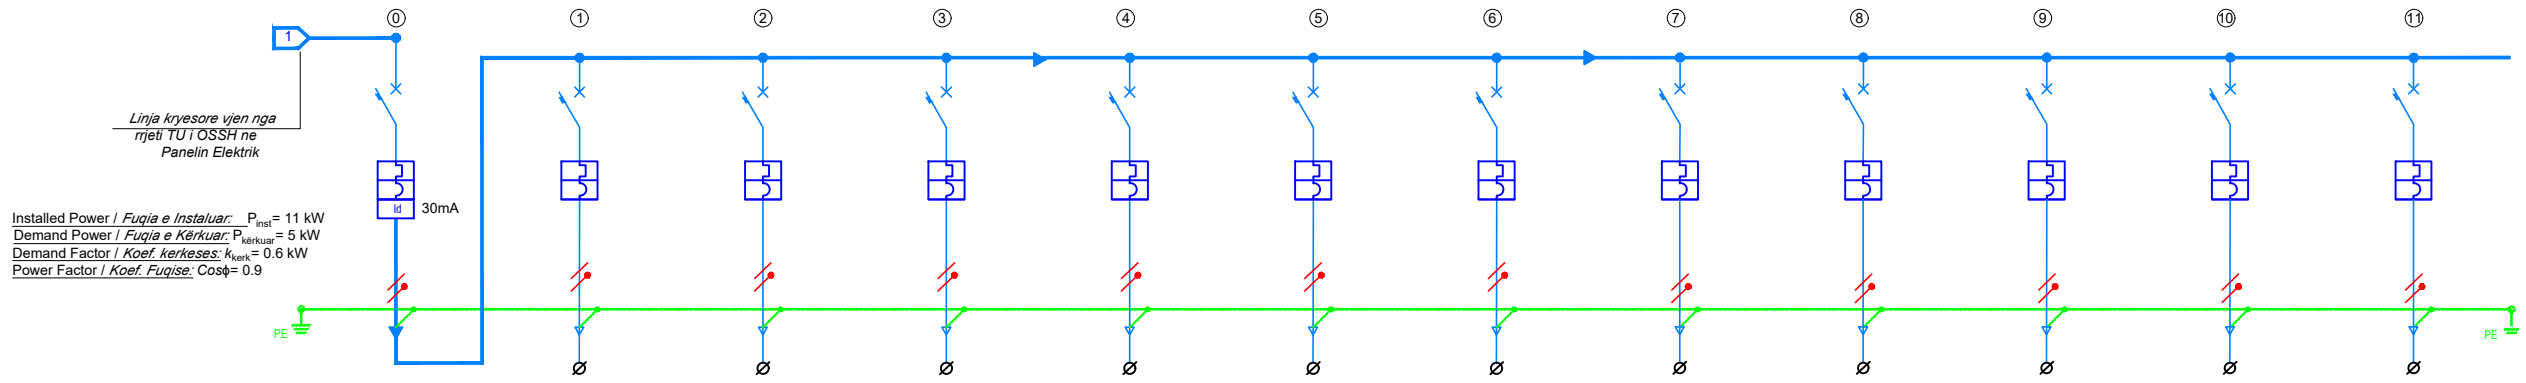 0 1 2 3 4 5 6 7 8 9 10 11
1
Linja kryesore vjen nga
rrjeti TU i OSSH ne
Panelin Elektrik
Id 30mA
Installed Power / Fuqia e Instaluar: Pinst= 11 kW
Demand Power / Fuqia e Kërkuar: Pkërkuar= 5 kW
Demand Factor / Koef. kerkeses: kkerk= 0.6 kW
Power Factor / Koef. Fuqise: Cosϕ= 0.9
PE PE